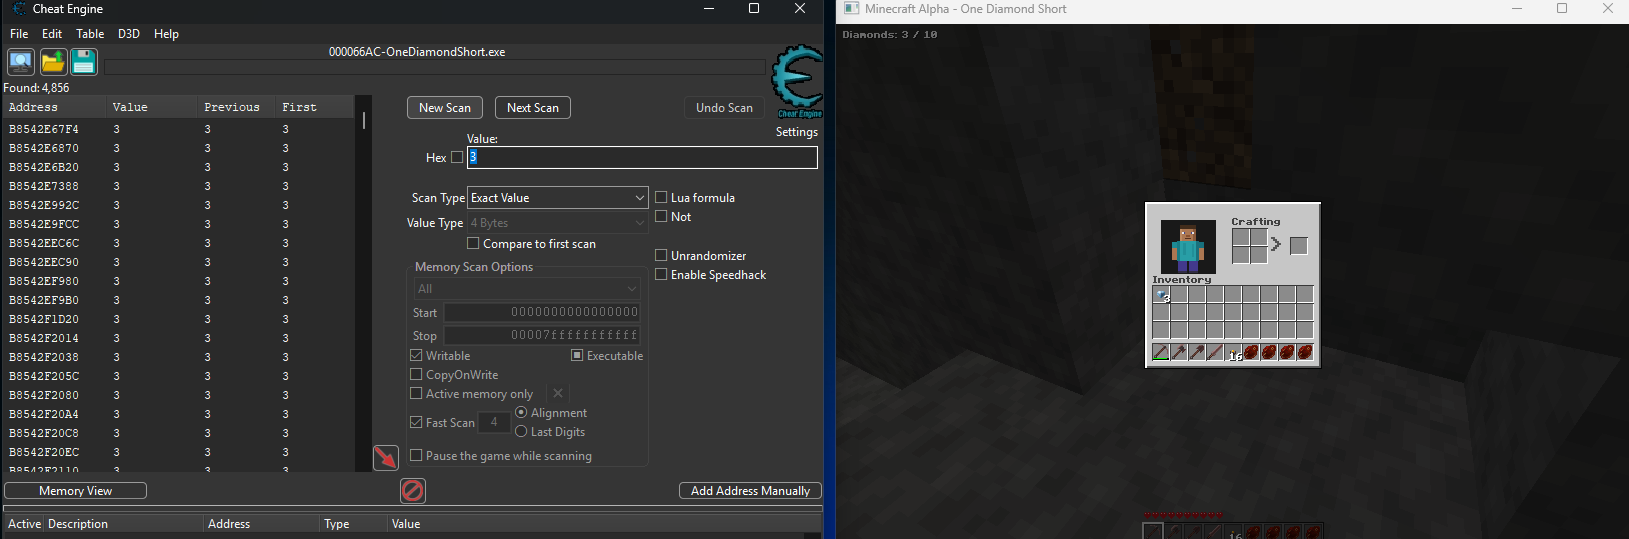 Cheat Engine
File Edit Table D3D Help
000066AC-OneDiamondShort.exe
Found: 4,856
Address Value Previous First
B8542E67F4 3 3 3
B8542E6870 3 3 3
B8542E6B20 3 3 3
B8542E7388 3 3 3
B8542E992C 3 3 3
B8542E9FCC 3 3 3
B8542EEC6C 3 3 3
B8542EEC90 3 3 3
B8542EF980 3 3 3
B8542EF9B0 3 3 3
B8542F1D20 3 3 3
B8542F2014 3 3 3
B8542F2038 3 3 3
B8542F205C 3 3 3
B8542F2080 3 3 3
B8542F20A4 3 3 3
B8542F20C8 3 3 3
B8542F20EC 3 3 3
B8542F2110 3 3 3
Memory View
New Scan Next Scan Undo Scan
Cheat Engine
Settings
Value:
Hex 3
Scan Type Exact Value
Lua formula
Not
Value Type 4 Bytes
Compare to first scan
Unrandomizer
Enable Speedhack
Memory Scan Options
All
Start 0000000000000000
Stop 00007fffffffffff
Writable Executable
CopyOnWrite
Active memory only
Fast Scan 4 Alignment
Last Digits
Pause the game while scanning
Add Address Manually
Active Description Address Type Value
Minecraft Alpha - One Diamond Short
Diamonds: 3 / 10
Crafting
Inventory
3
16
16